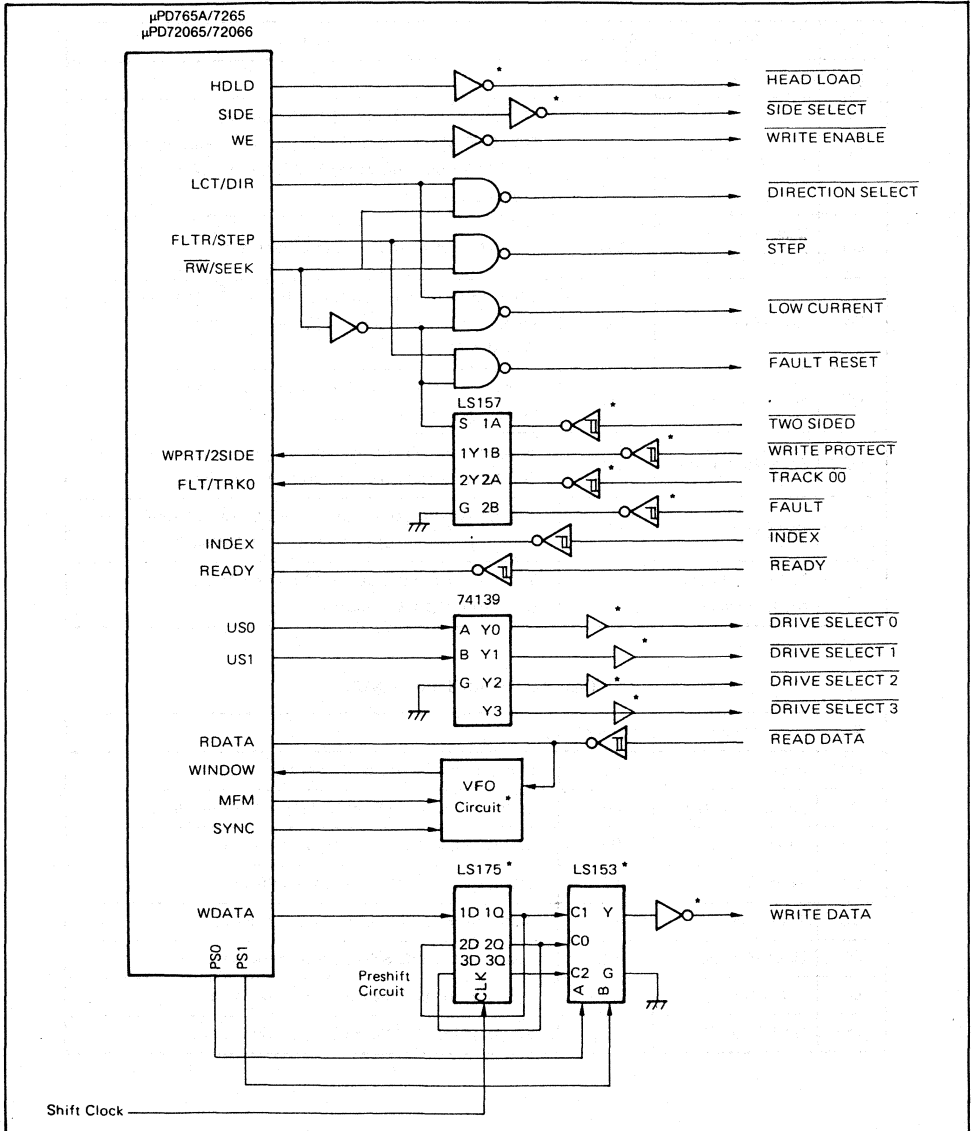 μPD765A/7265
μPD72065/72066
HDLD * HEAD LOAD
SIDE * SIDE SELECT
WE WRITE ENABLE
LCT/DIR DIRECTION SELECT
FLTR/STEP STEP
RW/SEEK
LOW CURRENT
FAULT RESET
LS157
S 1A * TWO SIDED
WPRT/2SIDE 1Y 1B * WRITE PROTECT
FLT/TRK0 2Y 2A * TRACK 00
G 2B * FAULT
INDEX INDEX
READY READY
74139
US0 A Y0 * DRIVE SELECT 0
US1 B Y1 * DRIVE SELECT 1
G Y2 * DRIVE SELECT 2
Y3 * DRIVE SELECT 3
RDATA * READ DATA
WINDOW
VFO
Circuit *
MFM
SYNC
LS175 * LS153 *
WDATA 1D 1Q C1 Y * WRITE DATA
2D 2Q C0
3D 3Q C2 G
PS0 PS1
Preshift
Circuit
CLK A B
Shift Clock